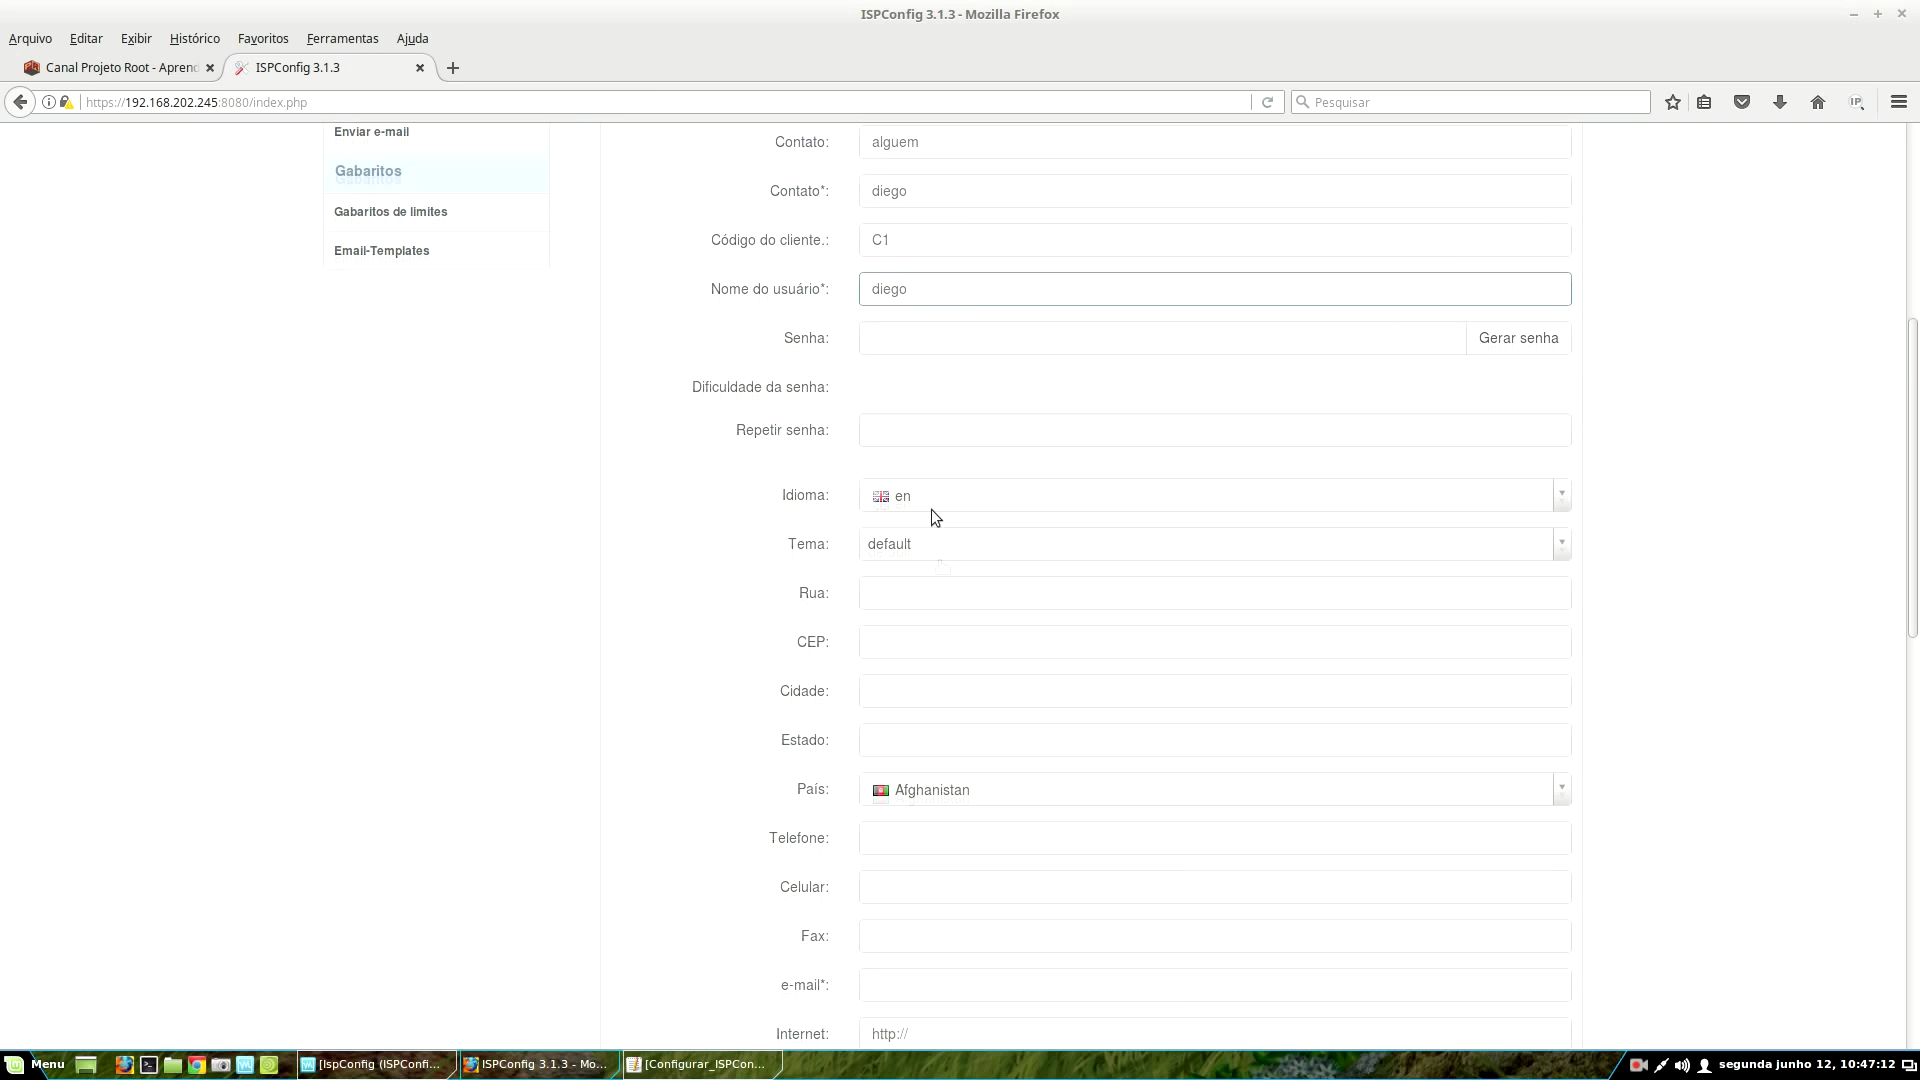 ISPConfig 3.1.3 - Mozilla Firefox
Arquivo Editar Exibir Histórico Favoritos Ferramentas Ajuda
Canal Projeto Root - Aprend
ISPConfig 3.1.3
https://192.168.202.245:8080/index.php
Pesquisar
IP
Enviar e-mail
Gabaritos
Gabaritos de limites
Email-Templates
Contato: alguem
Contato*: diego
Código do cliente.: C1
Nome do usuário*: diego
Senha: Gerar senha
Dificuldade da senha:
Repetir senha:
Idioma: en
Tema: default
Rua:
CEP:
Cidade:
Estado:
País: Afghanistan
Telefone:
Celular:
Fax:
e-mail*:
Internet: http://
Menu [IspConfig (ISPConfi... ISPConfig 3.1.3 - Mo... [Configurar_ISPCon... segunda junho 12, 10:47:12